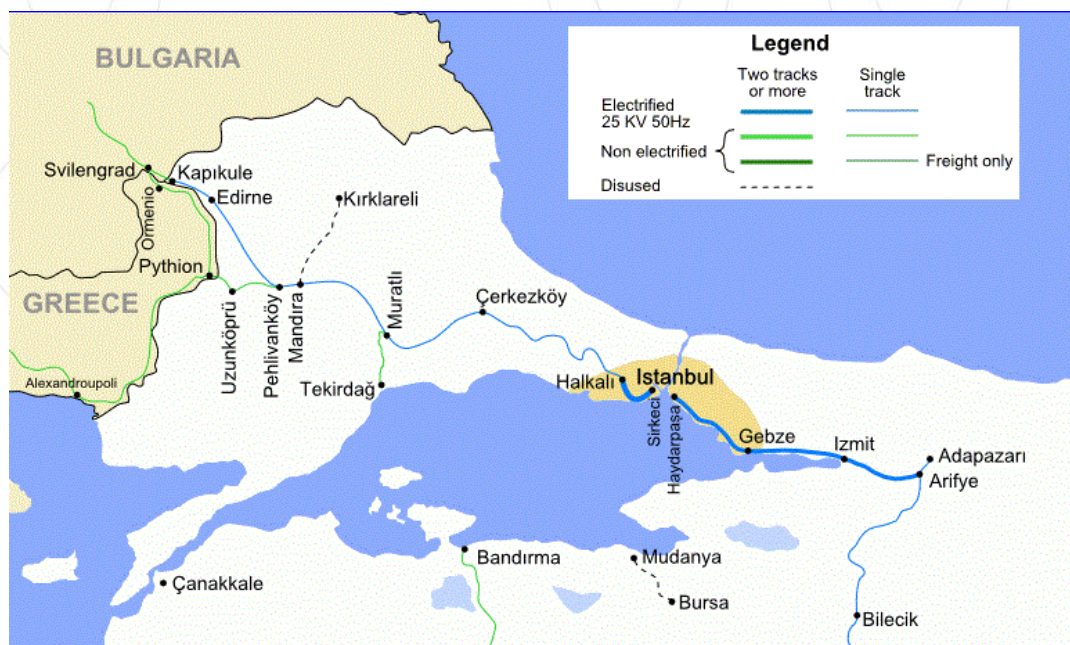 BULGARIA
Legend
Two tracks
or more
Single
track
Electrified
25 KV 50Hz
Non electrified
Freight only
Disused
Svilengrad
Kapıkule
Edirne
Ormenio
Kırklareli
Pythion
GREECE
Uzunköprü
Pehlivanköy
Mandıra
Muratlı
Çerkezköy
Alexandroupoli
Tekirdağ
Halkalı
Istanbul
Sirkeci
Haydarpaşa
Gebze
Izmit
Adapazarı
Arifye
Bandırma
Mudanya
Çanakkale
Bursa
Bilecik